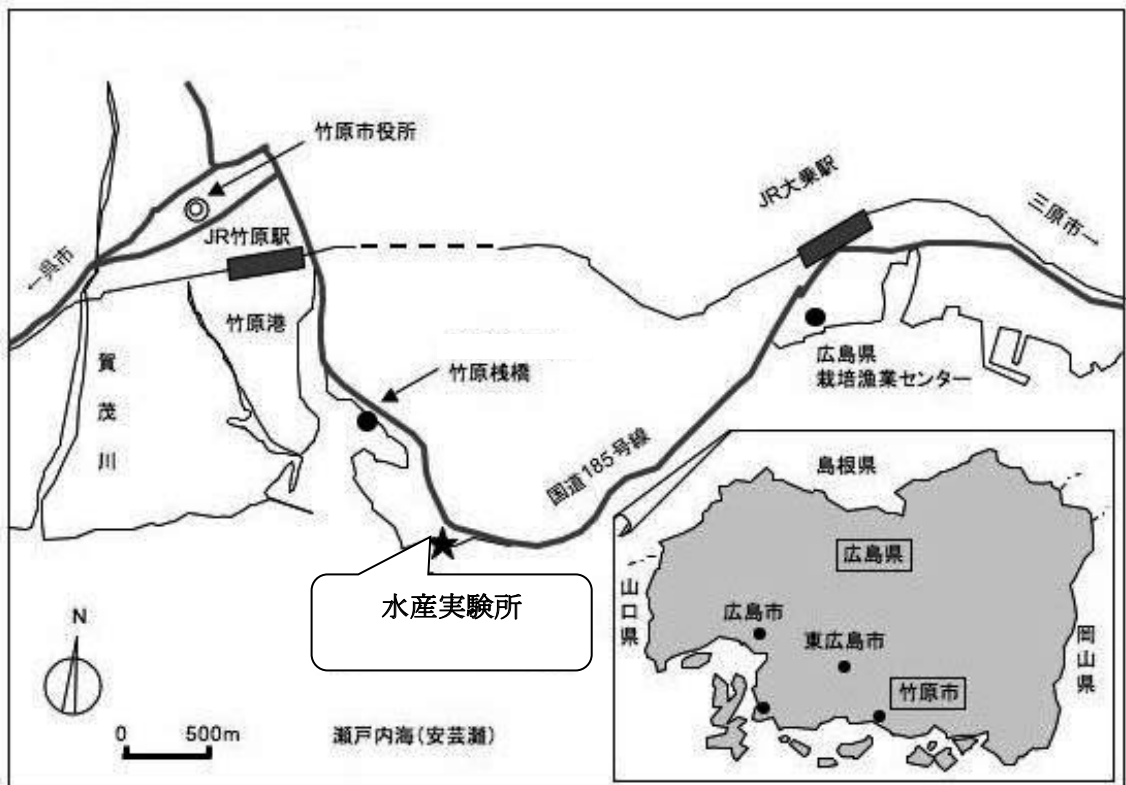 竹原市役所
JR大乗駅
三原市→
←呉市
JR竹原駅
竹原港
賀茂川
竹原桟橋
広島県
栽培漁業センター
国道185号線
水産実験所
N
0 500m
瀬戸内海(安芸灘)
島根県
広島県
山口県
広島市
東広島市
岡山県
竹原市